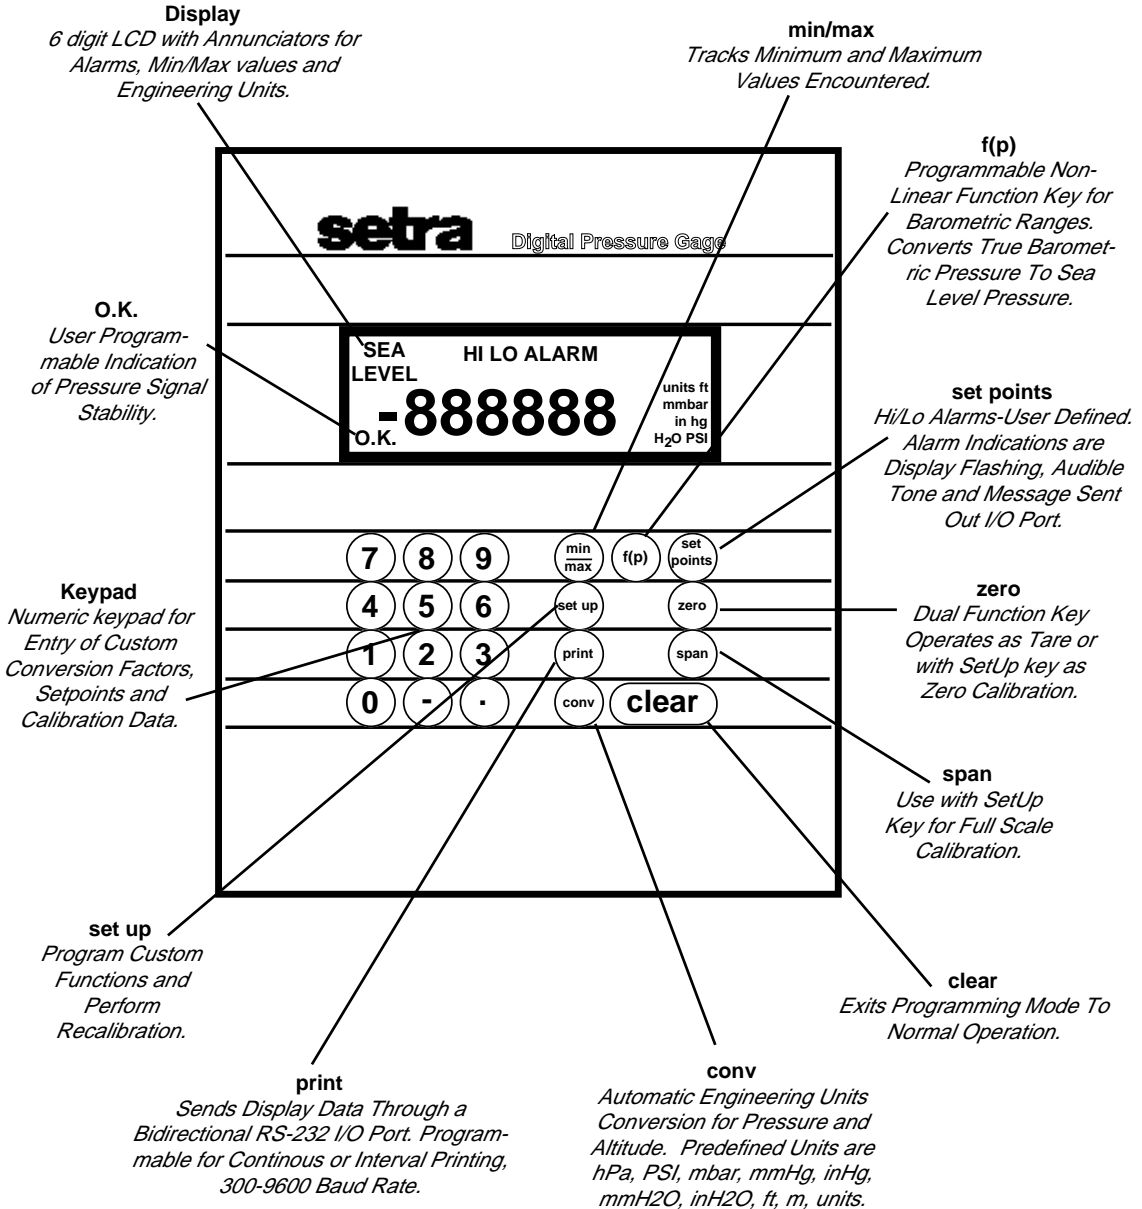 Display
6 digit LCD with Annunciators for
Alarms, Min/Max values and
Engineering Units.
min/max
Tracks Minimum and Maximum
Values Encountered.
f(p)
Programmable Non-
Linear Function Key for
Barometric Ranges.
Converts True Baromet-
ric Pressure To Sea
Level Pressure.
setra
Digital Pressure Gage
O.K.
User Program-
mable Indication
of Pressure Signal
Stability.
SEA
LEVEL
HI LO ALARM
-888888
O.K.
units ft
mmbar
in hg
H2O PSI
set points
Hi/Lo Alarms-User Defined.
Alarm Indications are
Display Flashing, Audible
Tone and Message Sent
Out I/O Port.
7 8 9
min
max
f(p)
set
points
4 5 6
set up
zero
1 2 3
print
span
0 - .
conv
clear
Keypad
Numeric keypad for
Entry of Custom
Conversion Factors,
Setpoints and
Calibration Data.
zero
Dual Function Key
Operates as Tare or
with SetUp key as
Zero Calibration.
span
Use with SetUp
Key for Full Scale
Calibration.
set up
Program Custom
Functions and
Perform
Recalibration.
clear
Exits Programming Mode To
Normal Operation.
print
Sends Display Data Through a
Bidirectional RS-232 I/O Port. Program-
mable for Continous or Interval Printing,
300-9600 Baud Rate.
conv
Automatic Engineering Units
Conversion for Pressure and
Altitude. Predefined Units are
hPa, PSI, mbar, mmHg, inHg,
mmH2O, inH2O, ft, m, units.